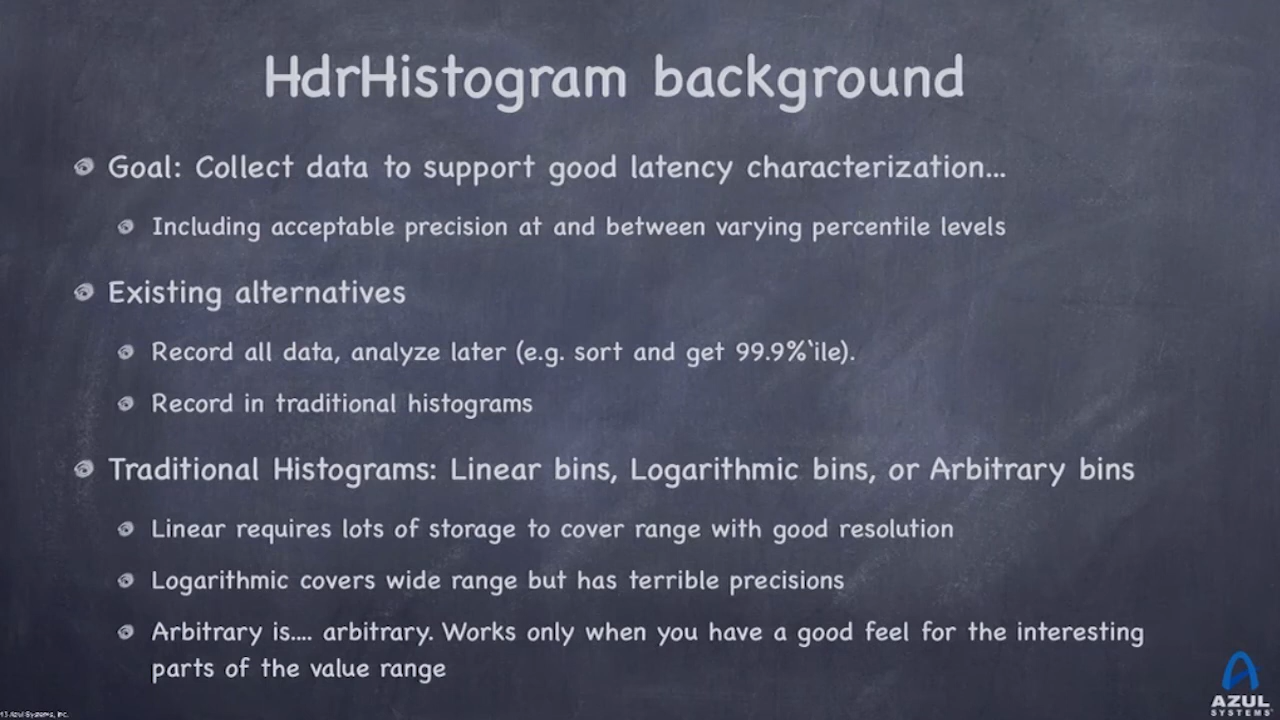 HdrHistogram background
Goal: Collect data to support good latency characterization...
Including acceptable precision at and between varying percentile levels
Existing alternatives
Record all data, analyze later (e.g. sort and get 99.9%`ile).
Record in traditional histograms
Traditional Histograms: Linear bins, Logarithmic bins, or Arbitrary bins
Linear requires lots of storage to cover range with good resolution
Logarithmic covers wide range but has terrible precisions
Arbitrary is.... arbitrary. Works only when you have a good feel for the interesting
parts of the value range
AZUL
SYSTEMS
Azul Systems, Inc.